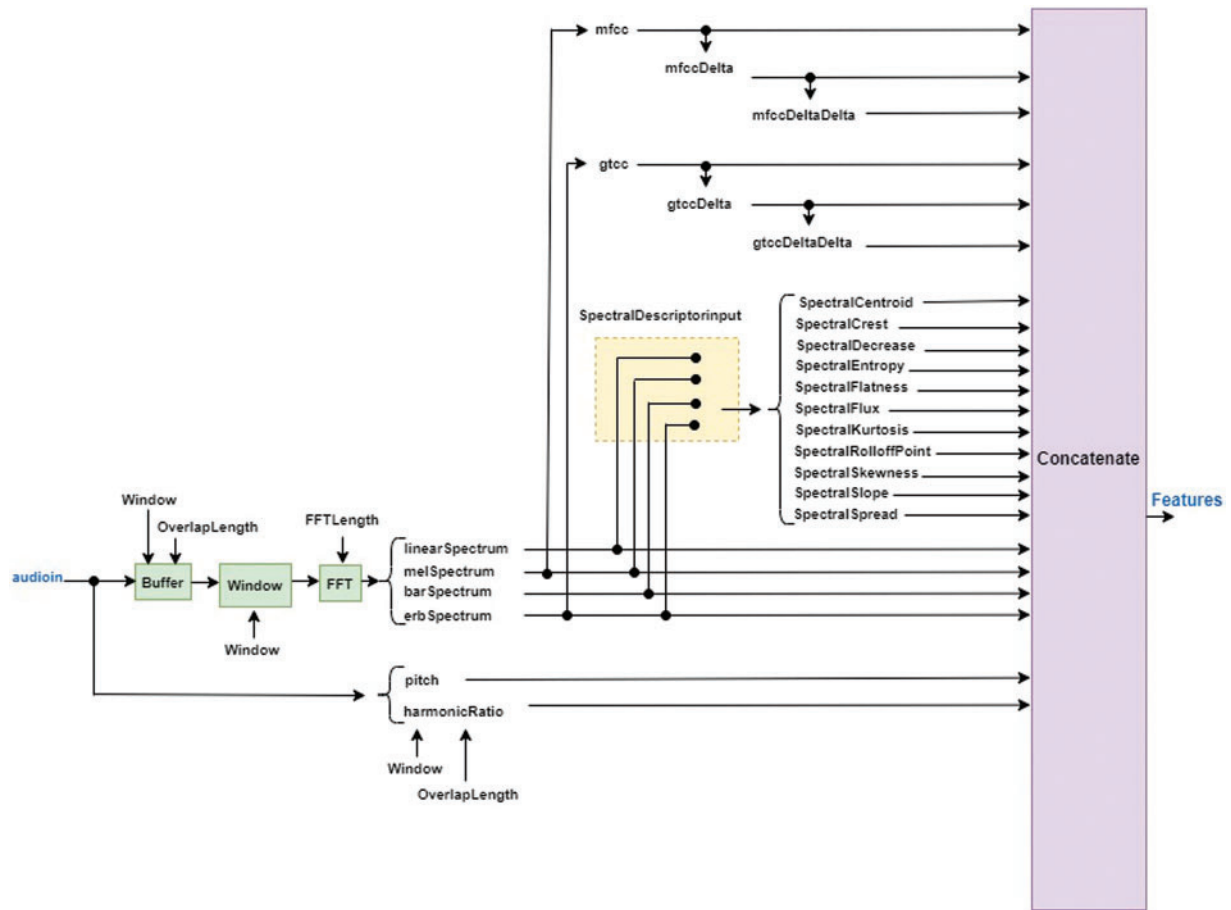 mfcc
mfccDelta
mfccDeltaDelta
gtcc
gtccDelta
gtccDeltaDelta
SpectralDescriptorinput
SpectralCentroid
SpectralCrest
SpectralDecrease
SpectralEntropy
SpectralFlatness
SpectralFlux
SpectralKurtosis
SpectralRolloffPoint
SpectralSkewness
SpectralSlope
SpectralSpread
Concatenate
Features
Window
OverlapLength
FFTLength
audioin
Buffer
Window
FFT
Window
linearSpectrum
melSpectrum
barSpectrum
erbSpectrum
pitch
harmonicRatio
Window
OverlapLength